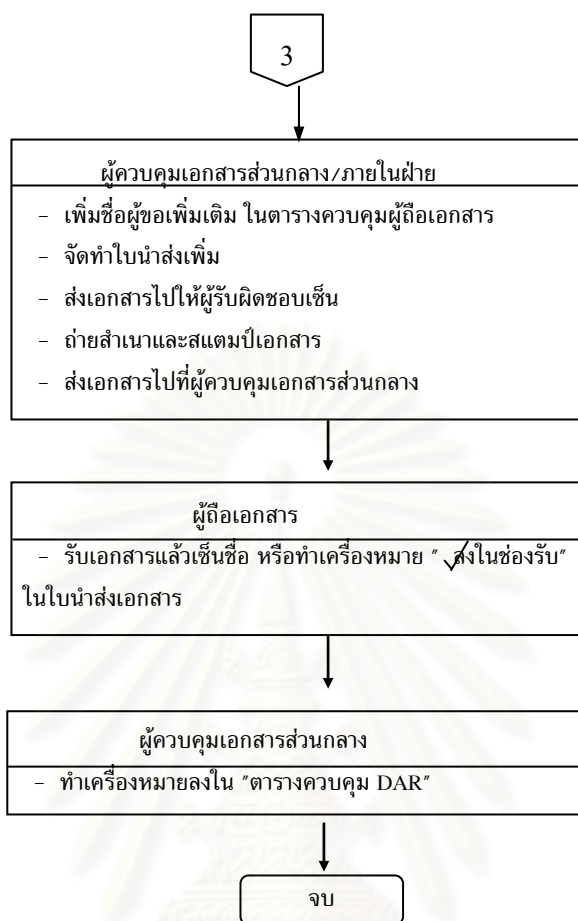 3
ผู้ควบคุมเอกสารส่วนกลาง/ภายในฝ่าย
- เพิ่มชื่อผู้ขอเพิ่มเติม ในตารางควบคุมผู้ถือเอกสาร
- จัดทำใบนำส่งเพิ่ม
- ส่งเอกสารไปให้ผู้รับผิดชอบเซ็น
- ถ่ายสำเนาและสแตมป์เอกสาร
- ส่งเอกสารไปที่ผู้ควบคุมเอกสารส่วนกลาง
ผู้ถือเอกสาร
- รับเอกสารแล้วเซ็นชื่อ หรือทำเครื่องหมาย " ✓ลงในช่องรับ"
ในใบนำส่งเอกสาร
ผู้ควบคุมเอกสารส่วนกลาง
- ทำเครื่องหมายลงใน "ตารางควบคุม DAR"
จบ